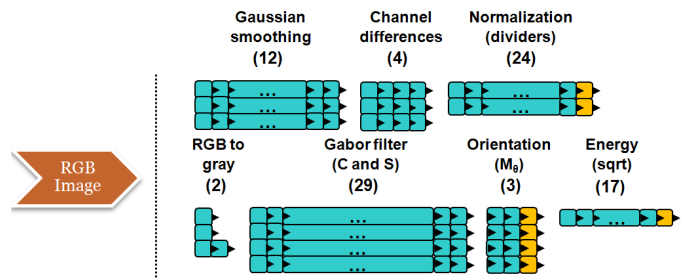 Gaussian
smoothing
(12)
Channel
differences
(4)
Normalization
(dividers)
(24)
...
...
...
...
...
RGB
Image
RGB to
gray
(2)
Gabor filter
(C and S)
(29)
Orientation
(Mθ)
(3)
Energy
(sqrt)
(17)
...
...
...
...
...